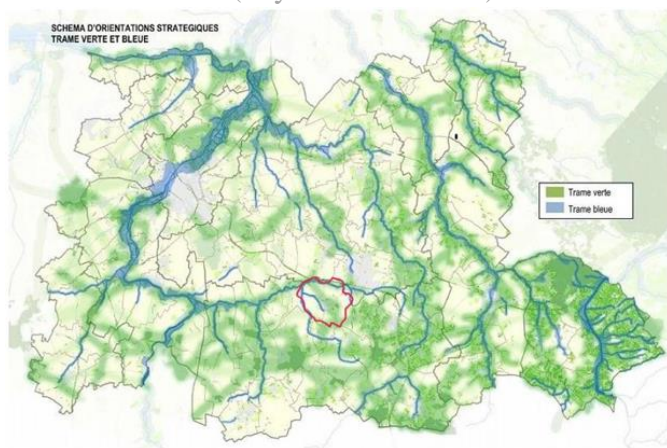 SCHEMA D'ORIENTATIONS STRATEGIQUES
TRAME VERTE ET BLEUE
Trame verte
Trame bleue